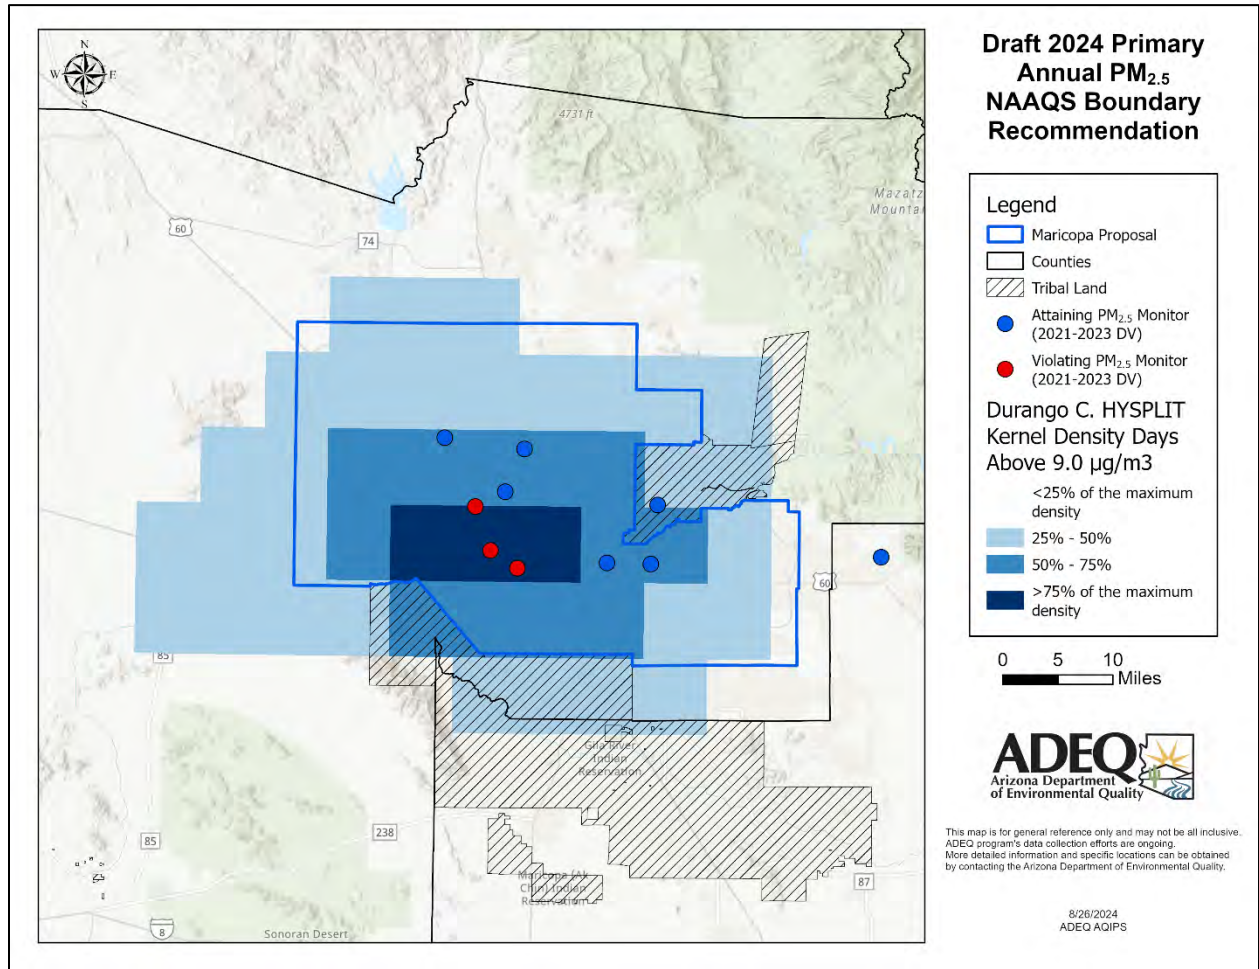 Draft 2024 Primary
Annual PM2.5
NAAQS Boundary
Recommendation
N
W
E
S
4731 ft
Mazatz
Mountain
60
74
60
85
Gila River
Indian
Reservation
85
238
Maricopa (Ak
Chin) Indian
Reservation
87
8
Sonoran Desert
Legend
Maricopa Proposal
Counties
Tribal Land
Attaining PM2.5 Monitor
(2021-2023 DV)
Violating PM2.5 Monitor
(2021-2023 DV)
Durango C. HYSPLIT
Kernel Density Days
Above 9.0 µg/m3
<25% of the maximum
density
25% - 50%
50% - 75%
>75% of the maximum
density
0 5 10
Miles
ADEQ
Arizona Department
of Environmental Quality
This map is for general reference only and may not be all inclusive.
ADEQ program's data collection efforts are ongoing.
More detailed information and specific locations can be obtained
by contacting the Arizona Department of Environmental Quality.
8/26/2024
ADEQ AQIPS